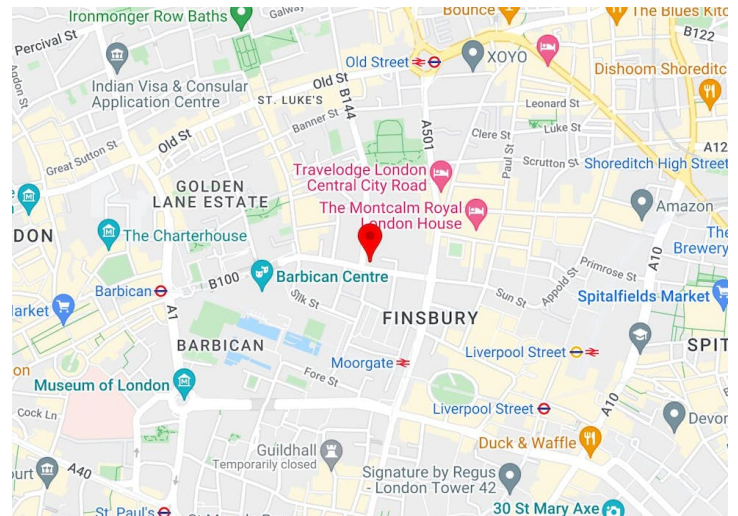 Ironmonger Row Baths
Galway
Bounce
The Blues Kitc
Percival St
B122
Old Street
XOYO
Indian Visa & Consular
Application Centre
Old St
B144
Dishoom Shoreditc
ST. LUKE'S
Leonard St
Banner St
A501
Clere St
Luke St
Old St
Paul St
A12
Great Sutton St
Scrutton St
Travelodge London
Central City Road
Shoreditch High Street
GOLDEN
LANE ESTATE
The Montcalm Royal
London House
Amazon
DON
The Charterhouse
The
Brewery
A10
Barbican Centre
Primrose St
B100
Barbican
Silk St
Sun St
Appold St
Spitalfields Market
Market
A1
FINSBURY
BARBICAN
Liverpool Street
SPIT
Moorgate
on
Museum of London
Fore St
Liverpool Street
A10
Cock Ln
Devor
Guildhall
Temporarily closed
Duck & Waffle
A40
ourt
Signature by Regus
- London Tower 42
St. Paul's
30 St Mary Axe